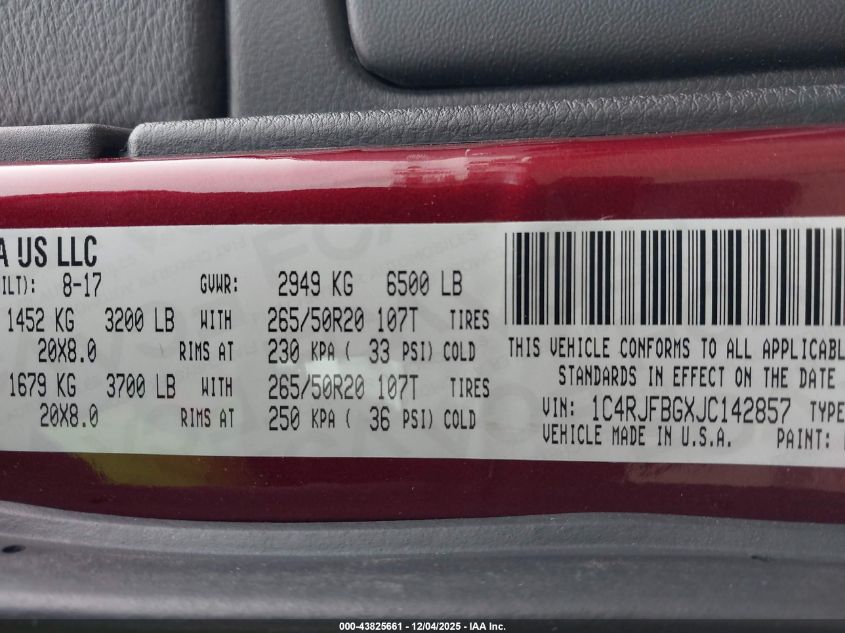 A US LLC
ILT): 8-17 GVWR: 2949 KG 6500 LB
1452 KG 3200 LB WITH 265/50R20 107T TIRES
20X8.0 RIMS AT 230 KPA ( 33 PSI) COLD
1679 KG 3700 LB WITH 265/50R20 107T TIRES
20X8.0 RIMS AT 250 KPA ( 36 PSI) COLD
THIS VEHICLE CONFORMS TO ALL APPLICABL
STANDARDS IN EFFECT ON THE DATE
VIN: 1C4RJFBGXJC142857 TYPE
VEHICLE MADE IN U.S.A. PAINT:
000-43825661 - 12/04/2025 - IAA Inc.